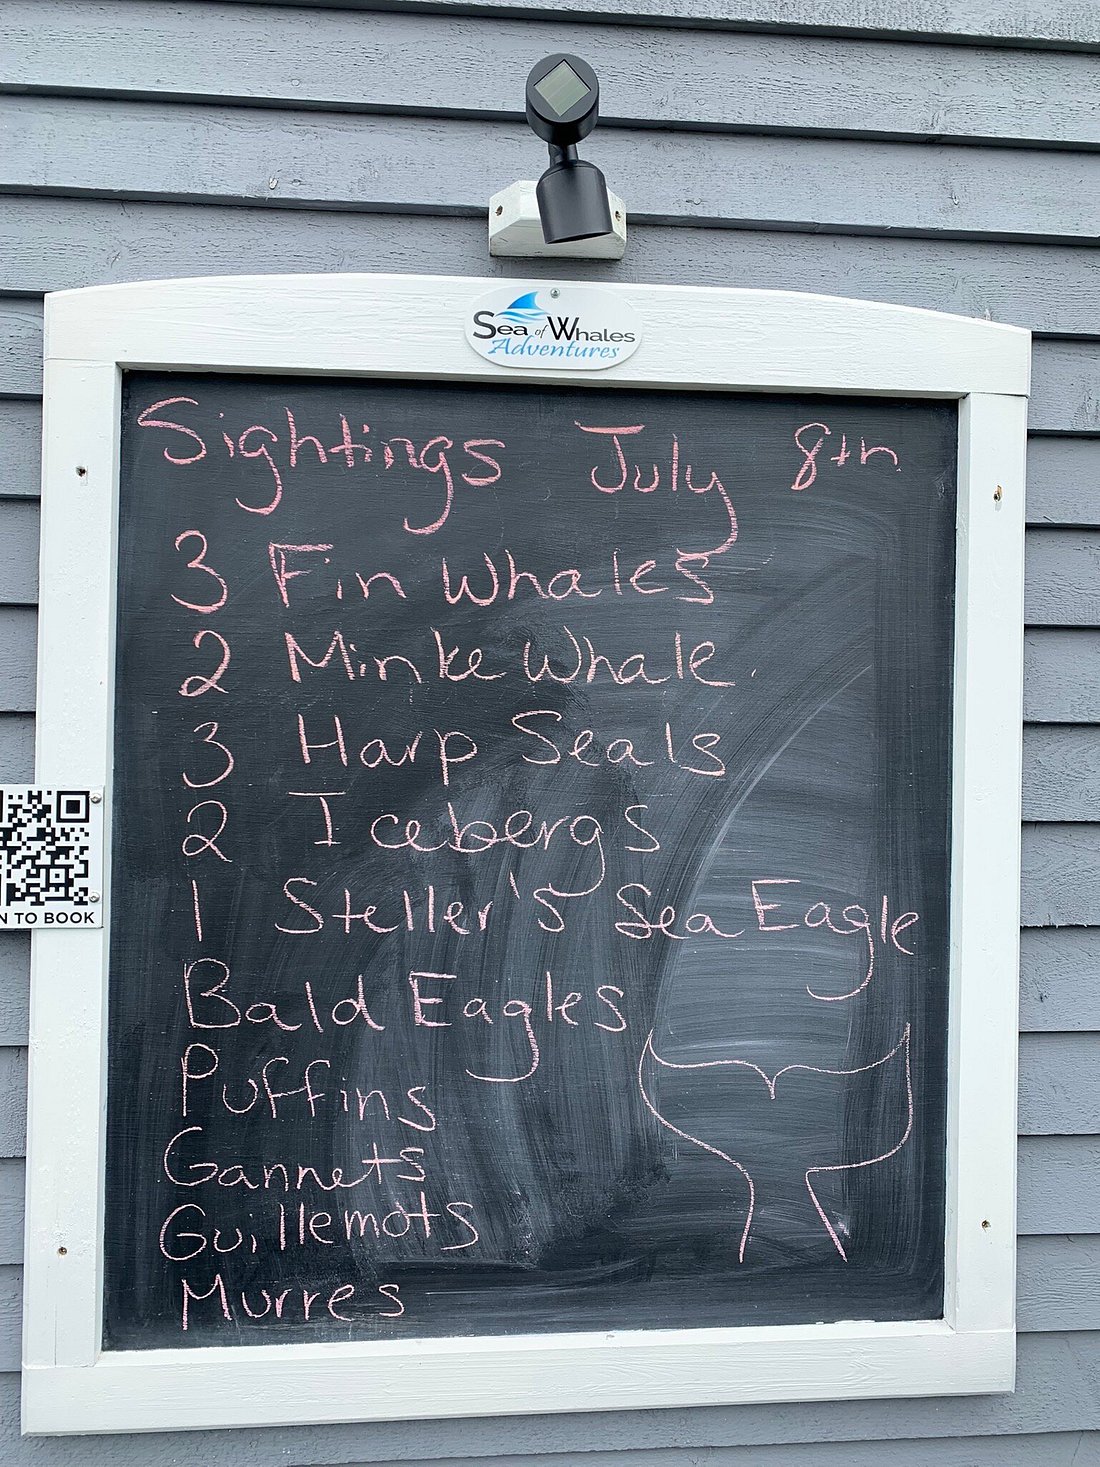 Sea of Whales
Adventures
Sightings July 8th
3 Fin Whales
2 Minke Whale.
3 Harp Seals
2 Icebergs
1 Steller's Sea Eagle
Bald Eagles
Puffins
Gannets
Guillemots
Murres
N TO BOOK